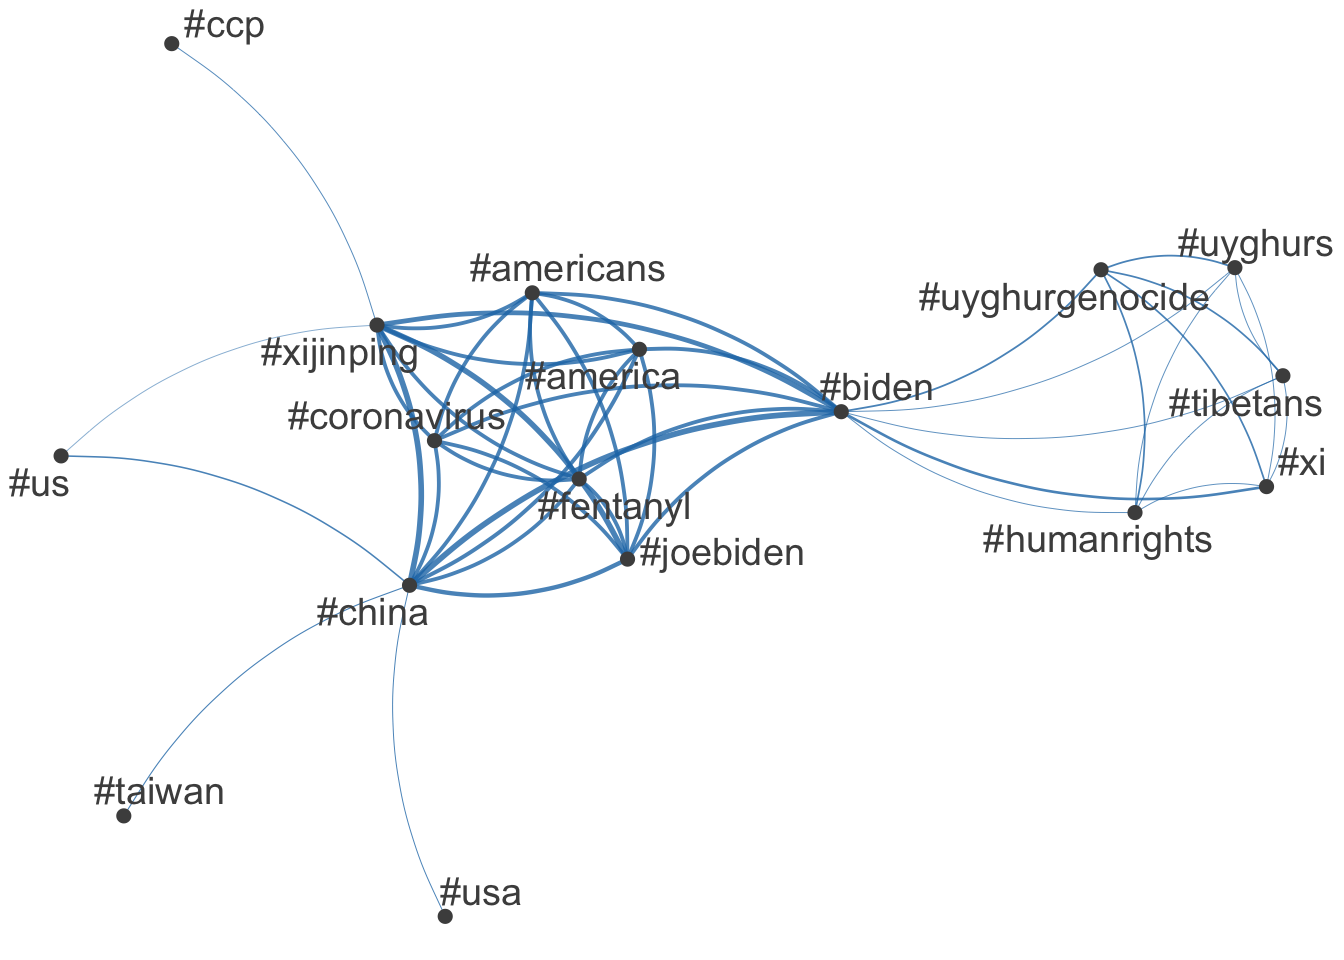 #ccp
#uyghurs
#americans
#uyghurgenocide
#xijinping
#america
#biden
#tibetans
#coronavirus
#xi
#us
#fentanyl
#humanrights
#joebiden
#china
#taiwan
#usa